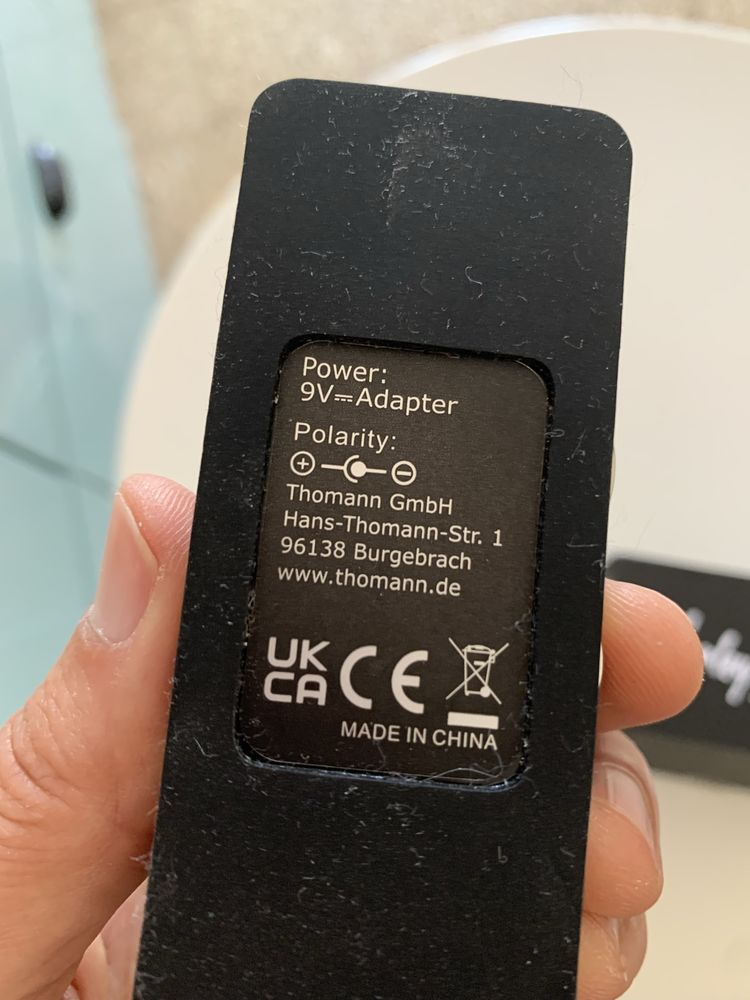 Power:
9V⎓Adapter
Polarity:
Thomann GmbH
Hans-Thomann-Str. 1
96138 Burgebrach
www.thomann.de
UK
CA CE
MADE IN CHINA